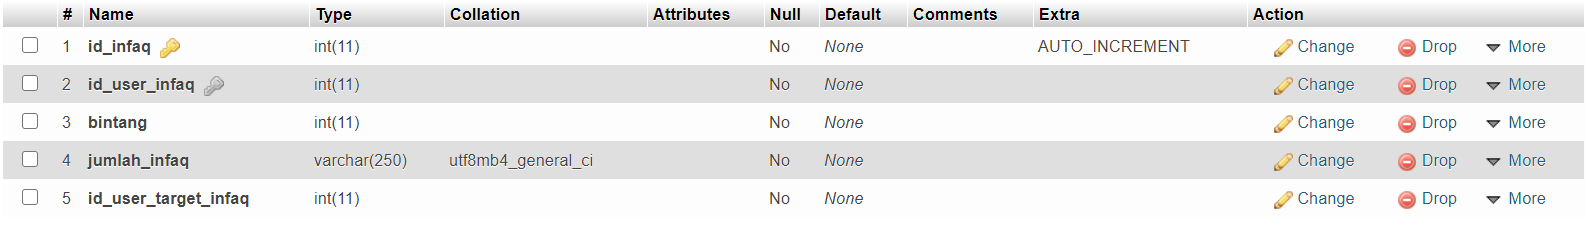 # Name Type Collation Attributes Null Default Comments Extra Action
1 id_infaq int(11) No None AUTO_INCREMENT Change Drop More
2 id_user_infaq int(11) No None Change Drop More
3 bintang int(11) No None Change Drop More
4 jumlah_infaq varchar(250) utf8mb4_general_ci No None Change Drop More
5 id_user_target_infaq int(11) No None Change Drop More